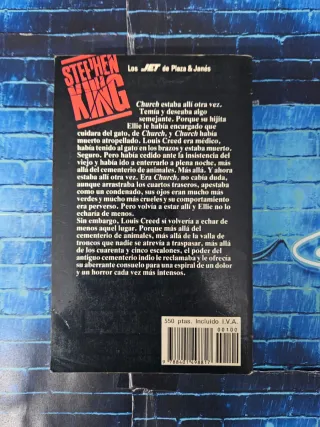 STEPHEN
KING
Los JET de Plaza & Janés
Church estaba allí otra vez.
Temía y deseaba algo
semejante. Porque su hijita
Ellie le había encargado que
cuidara del gato, de Church, y Church había
muerto atropellado. Louis Creed era médico,
había tenido al gato en los brazos y estaba muerto.
Seguro. Pero había cedido ante la insistencia del
viejo y había ido a enterrarlo a plena noche, más
allá del cementerio de animales. Más allá. Y ahora
estaba allí otra vez. Era Church, no cabía duda,
aunque arrastraba los cuartos traseros, apestaba
como un condenado, sus ojos eran mucho más
verdes y mucho más crueles y su comportamiento
era perverso. Pero volvía a estar allí y Ellie no lo
echaría de menos.
Sin embargo, Louis Creed sí volvería a echar de
menos aquel lugar. Porque más allá del
cementerio de animales, más allá de la valla de
troncos que nadie se atrevía a traspasar, más allá
de los cuarenta y cinco escalones, el poder del
antiguo cementerio indio le reclamaba y le ofrecía
su aberrante consuelo para una espiral de un dolor
y un horror cada vez más intensos.
550 ptas. Incluido I.V.A.
00100